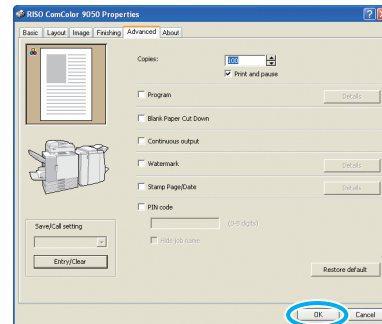 RISO ComColor 9050 Properties
Basic Layout Image Finishing Advanced About
Copies: 100
Print and pause
Program Details
Blank Paper Cut Down
Continuous output
Watermark Details
Stamp Page/Date Details
PIN code
(0-8 digits)
Hide job name
Save/Call setting
Entry/Clear
Restore default
OK Cancel